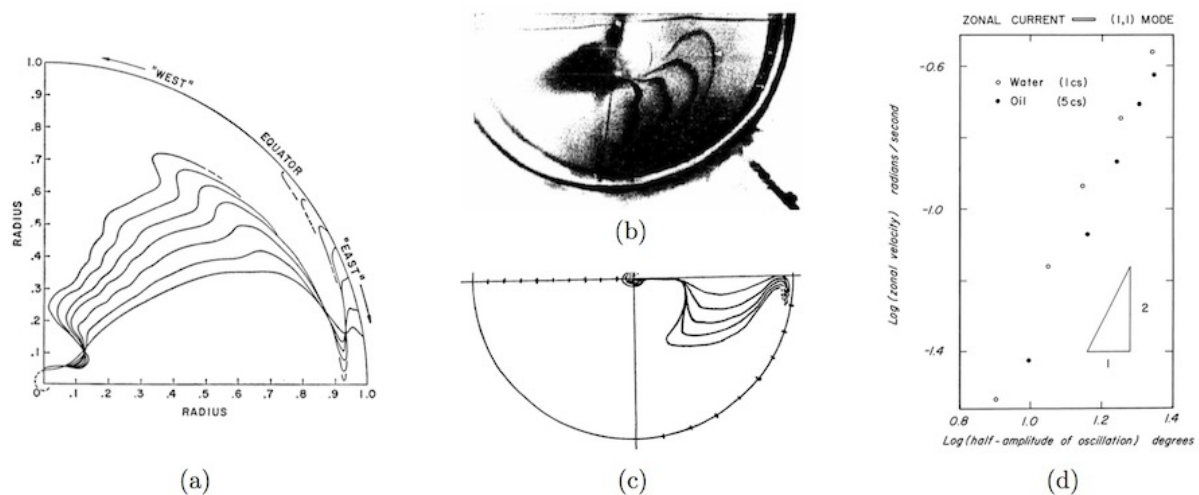 1.0
.9
.8
.7
.6
.5
.4
.3
.2
.1
0
.1 .2 .3 .4 .5 .6 .7 .8 .9 1.0
RADIUS
RADIUS
"WEST"
EQUATOR
"EAST"
(a)
(b)
(c)
ZONAL CURRENT (1,1) MODE
-0.6
-1.0
-1.4
Water (1cs)
Oil (5cs)
2
1
Log (zonal velocity) radians/second
0.8 1.0 1.2 1.4
Log (half-amplitude of oscillation) degrees
(d)